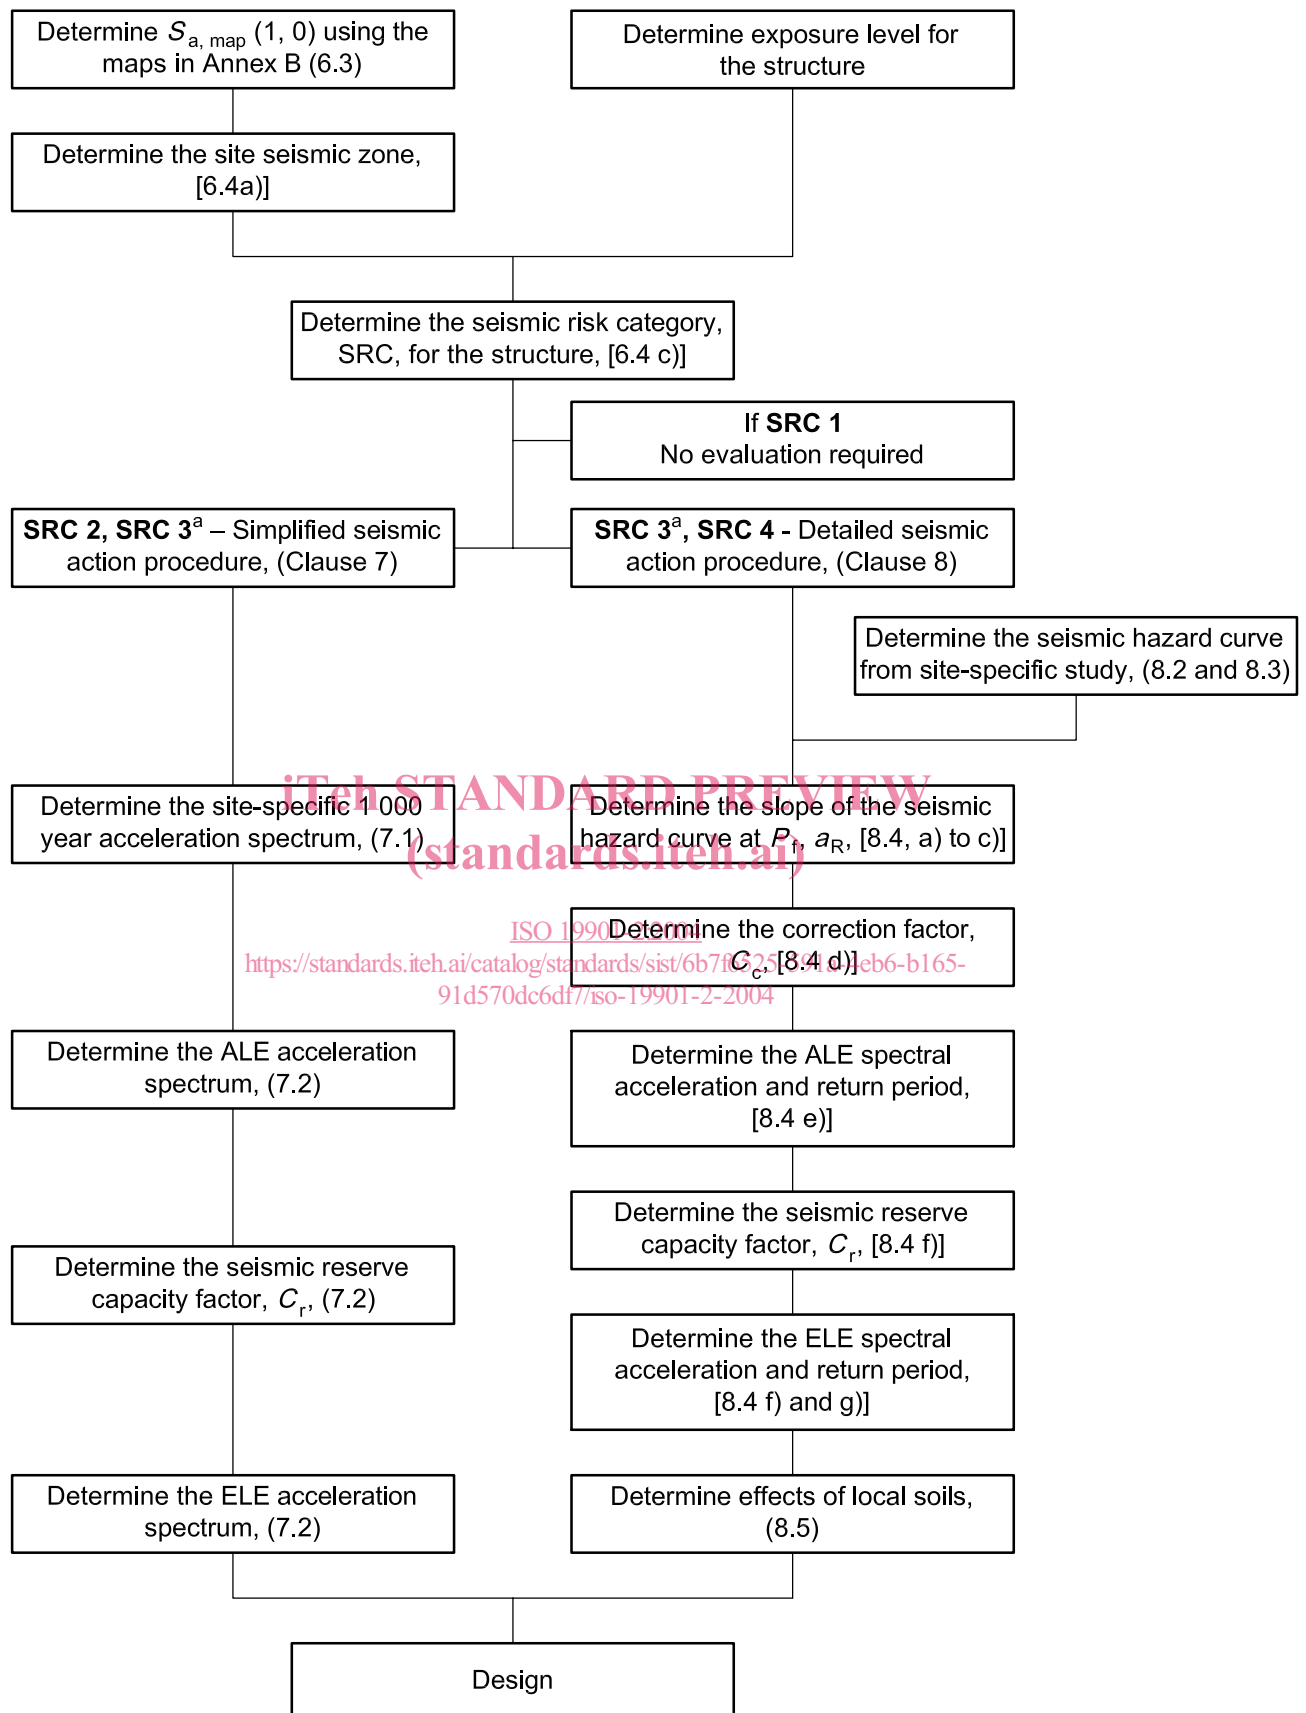 Determine Sa, map (1, 0) using the
maps in Annex B (6.3)
Determine exposure level for
the structure
Determine the site seismic zone,
[6.4a)]
Determine the seismic risk category,
SRC, for the structure, [6.4 c)]
If SRC 1
No evaluation required
SRC 2, SRC 3a – Simplified seismic
action procedure, (Clause 7)
SRC 3a, SRC 4 - Detailed seismic
action procedure, (Clause 8)
Determine the seismic hazard curve
from site-specific study, (8.2 and 8.3)
iTeh STANDARD PREVIEW
(standards.iteh.ai)
Determine the site-specific 1 000
year acceleration spectrum, (7.1)
Determine the slope of the seismic
hazard curve at Pf, aR, [8.4, a) to c)]
ISO 19901-2:2004
https://standards.iteh.ai/catalog/standards/sist/6b7f6525-591a-4eb6-b165-
91d570dc6df7/iso-19901-2-2004
Determine the correction factor,
Cc, [8.4 d)]
Determine the ALE acceleration
spectrum, (7.2)
Determine the ALE spectral
acceleration and return period,
[8.4 e)]
Determine the seismic reserve
capacity factor, Cr, [8.4 f)]
Determine the seismic reserve
capacity factor, Cr, (7.2)
Determine the ELE spectral
acceleration and return period,
[8.4 f) and g)]
Determine the ELE acceleration
spectrum, (7.2)
Determine effects of local soils,
(8.5)
Design